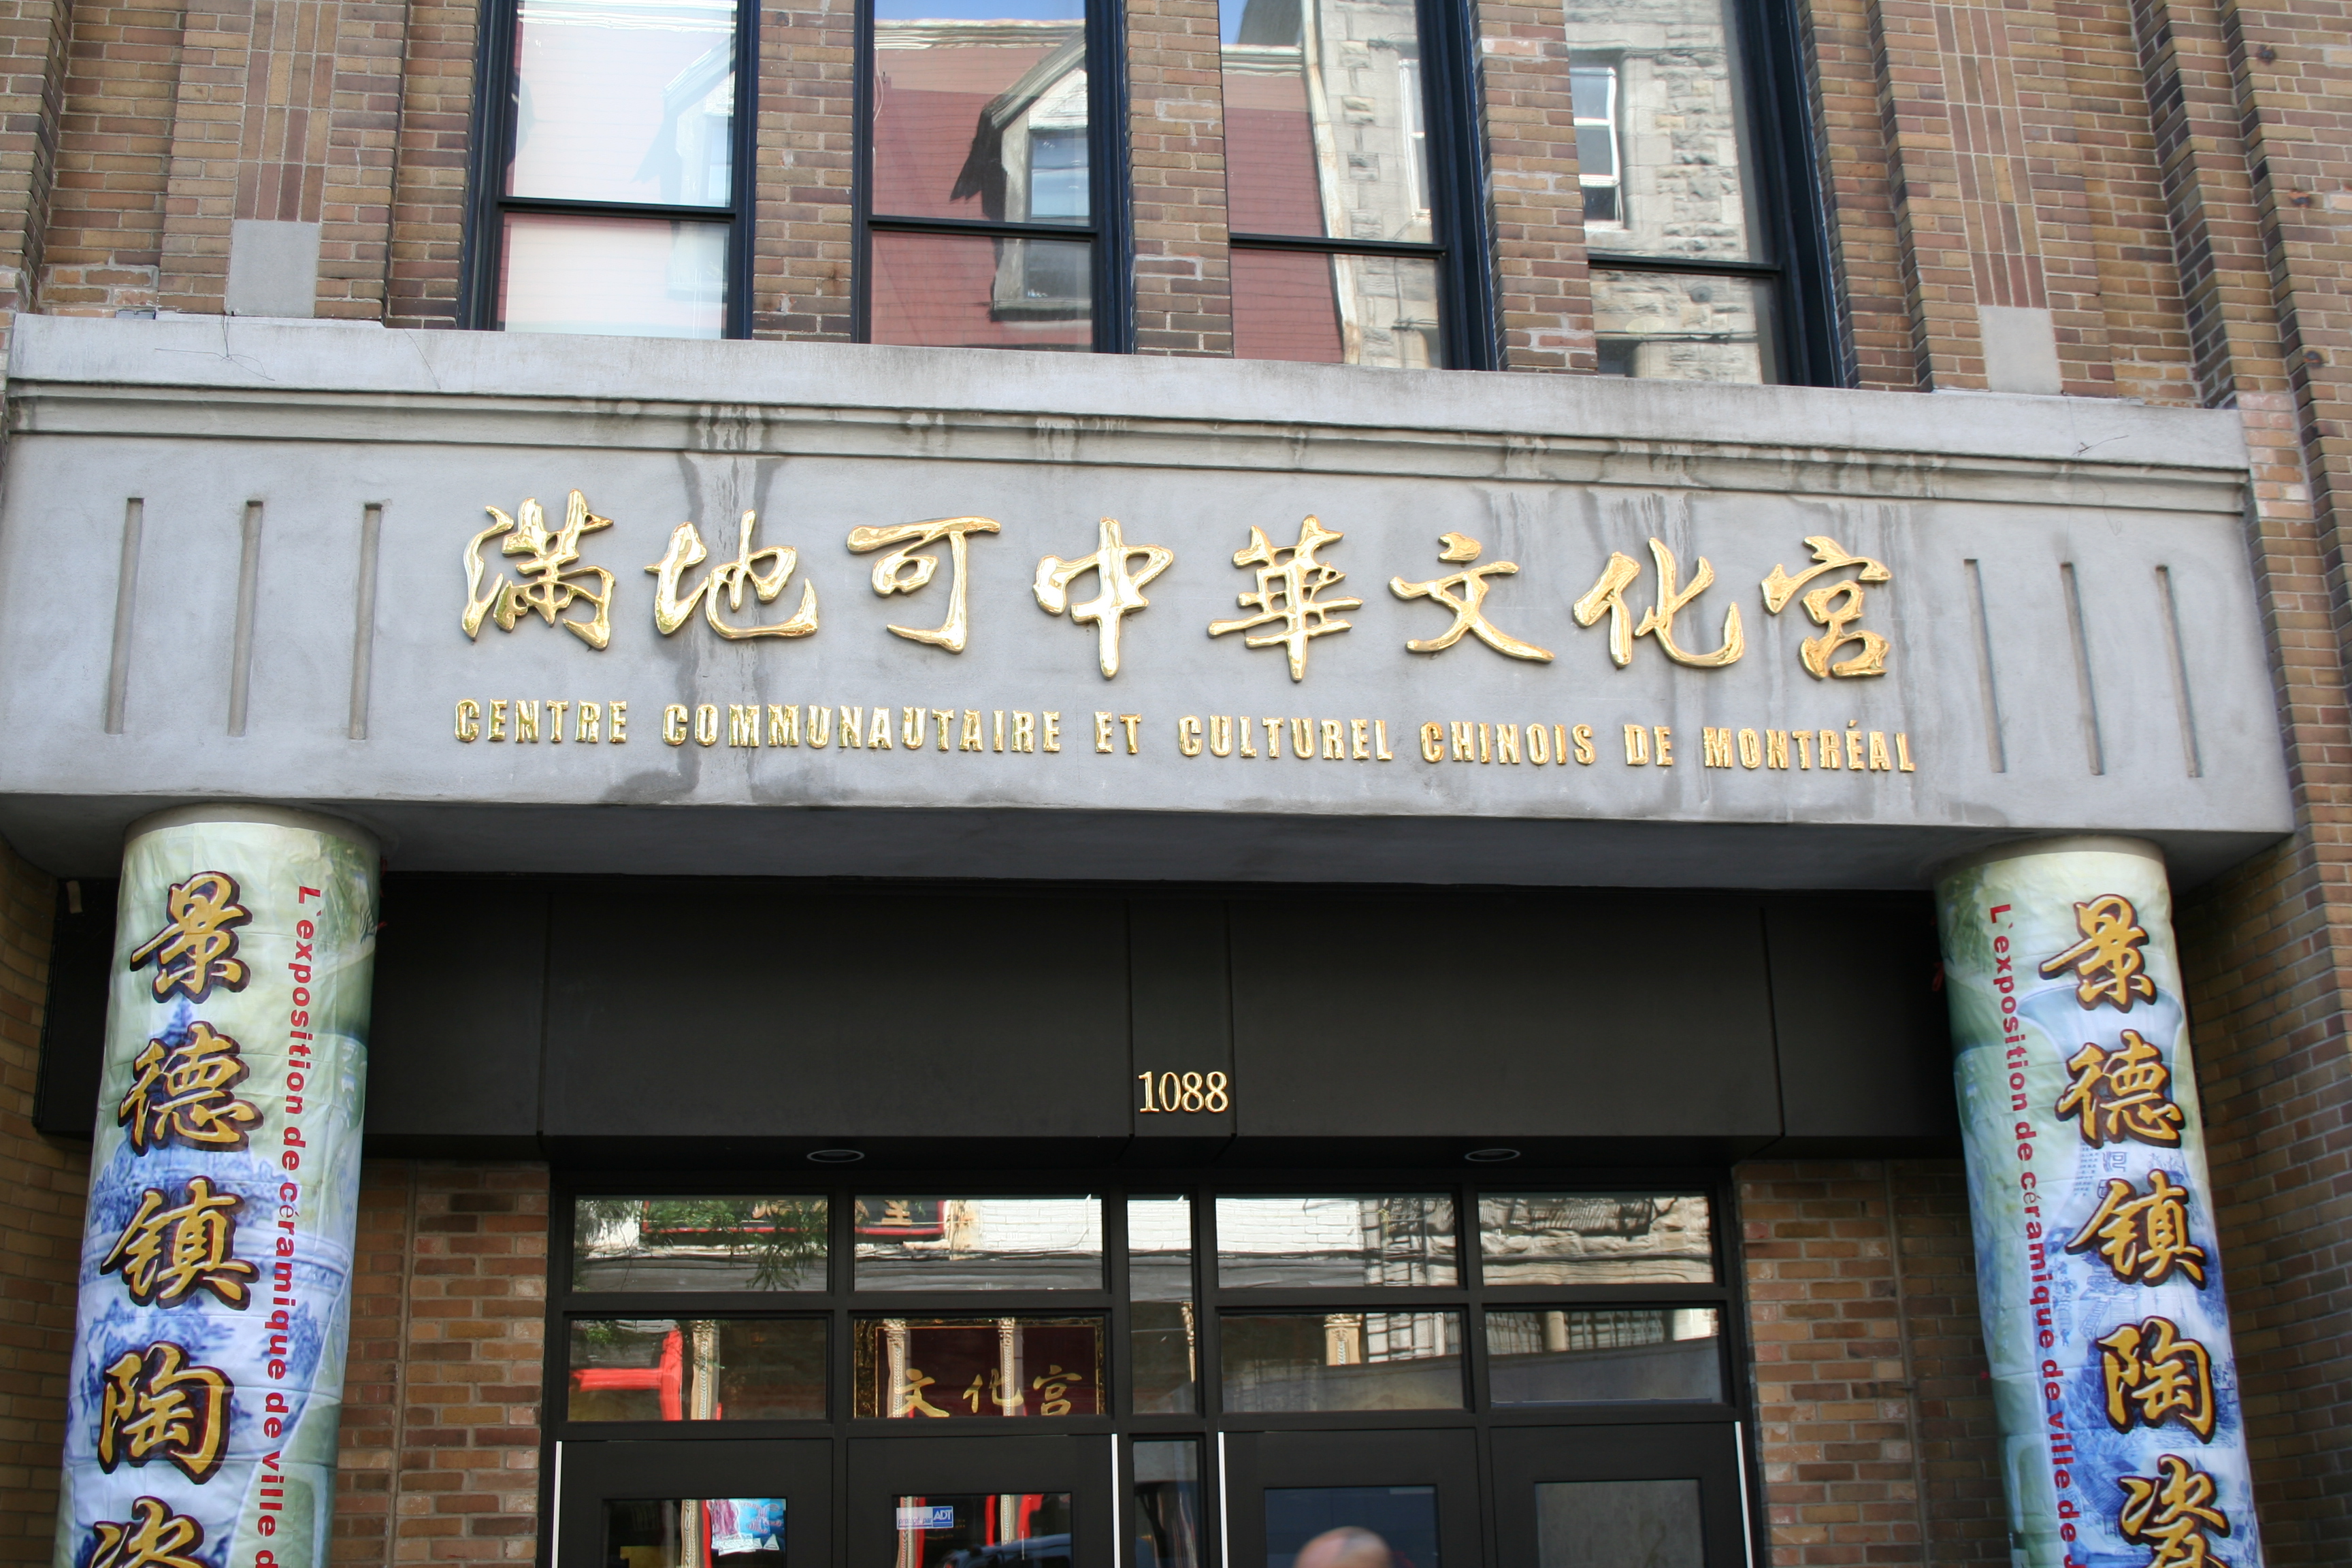 滿地可中華文化宮
CENTRE COMMUNAUTAIRE ET CULTUREL CHINOIS DE MONTRÉAL
景德镇陶瓷
L'exposition de céramique de ville d
1088
文化宮
ADT
景德镇陶瓷
L'exposition de céramique de ville de J